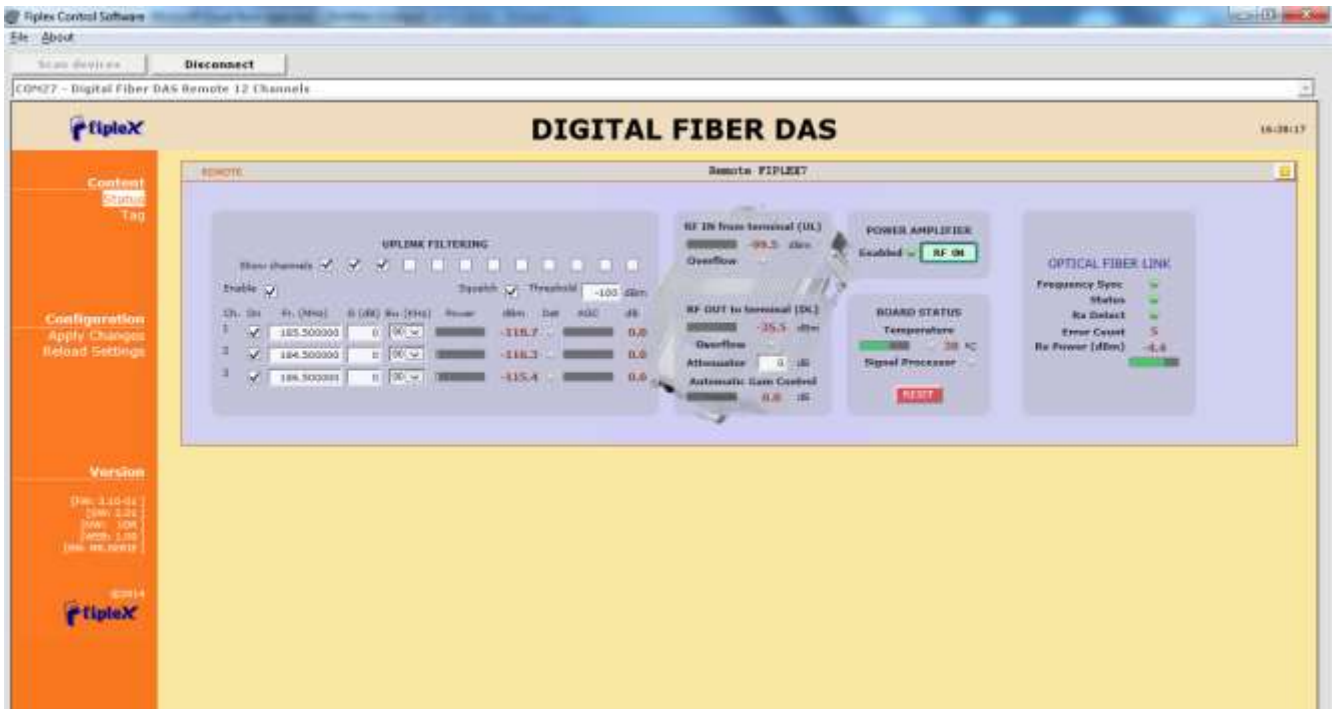 Fiplex Control Software
File About
Scan devices Disconnect
COM27 - Digital Fiber DAS Remote 12 Channels
fipleX
DIGITAL FIBER DAS
16:38:17
REMOTE
Remote FIPLEX7
Content
Status
Tag
Configuration
Apply Changes
Reload Settings
Version
©2014
fipleX
UPLINK FILTERING
Show channels
Enable Squelch Threshold -100 dBm
Ch. On Fr. (MHz) G (dB) Bw. (KHz) Power dBm Det AGC dB
1 185.500000 0 90 -118.7 0.0
2 184.500000 0 90 -118.3 0.0
3 186.500000 0 90 -115.4 0.0
RF IN from terminal (UL)
-99.5 dBm
Overflow
RF OUT to terminal (DL)
-35.5 dBm
Overflow
Attenuator 0 dB
Automatic Gain Control
0.0 dB
POWER AMPLIFIER
Enabled RF ON
BOARD STATUS
Temperature
38 ºC
Signal Processor
RESET
OPTICAL FIBER LINK
Frequency Sync
Status
Rx Detect
Error Count 5
Rx Power (dBm) -4.4